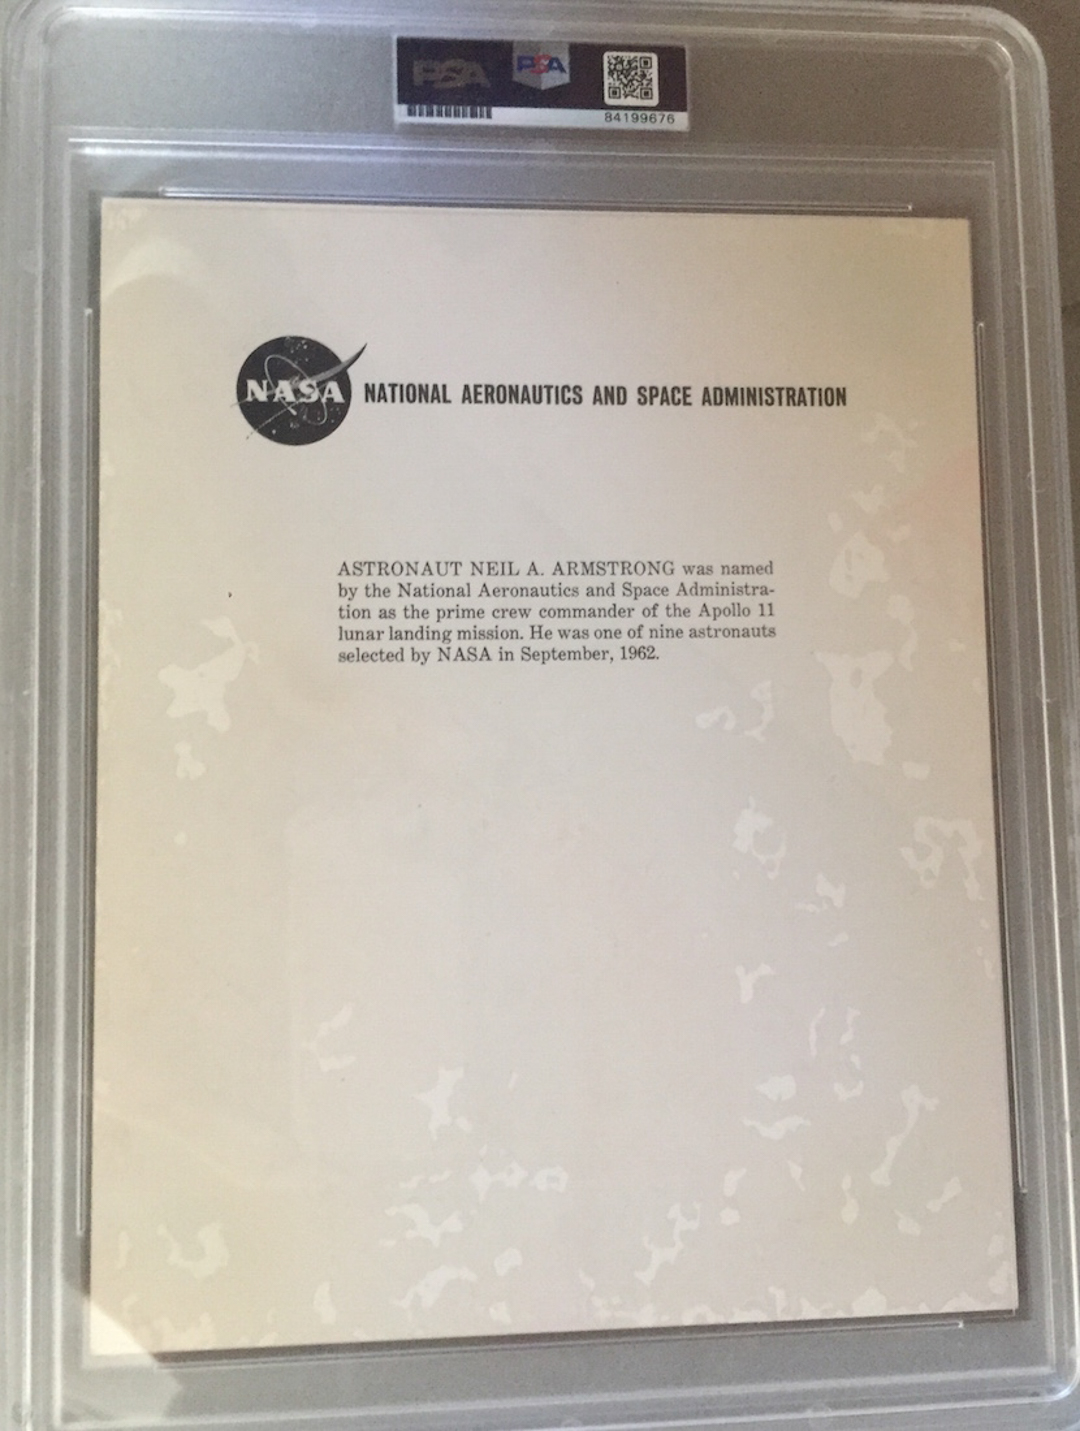 PSA
PSA
84199676
NASA
NATIONAL AERONAUTICS AND SPACE ADMINISTRATION
ASTRONAUT NEIL A. ARMSTRONG was named
by the National Aeronautics and Space Administra-
tion as the prime crew commander of the Apollo 11
lunar landing mission. He was one of nine astronauts
selected by NASA in September, 1962.